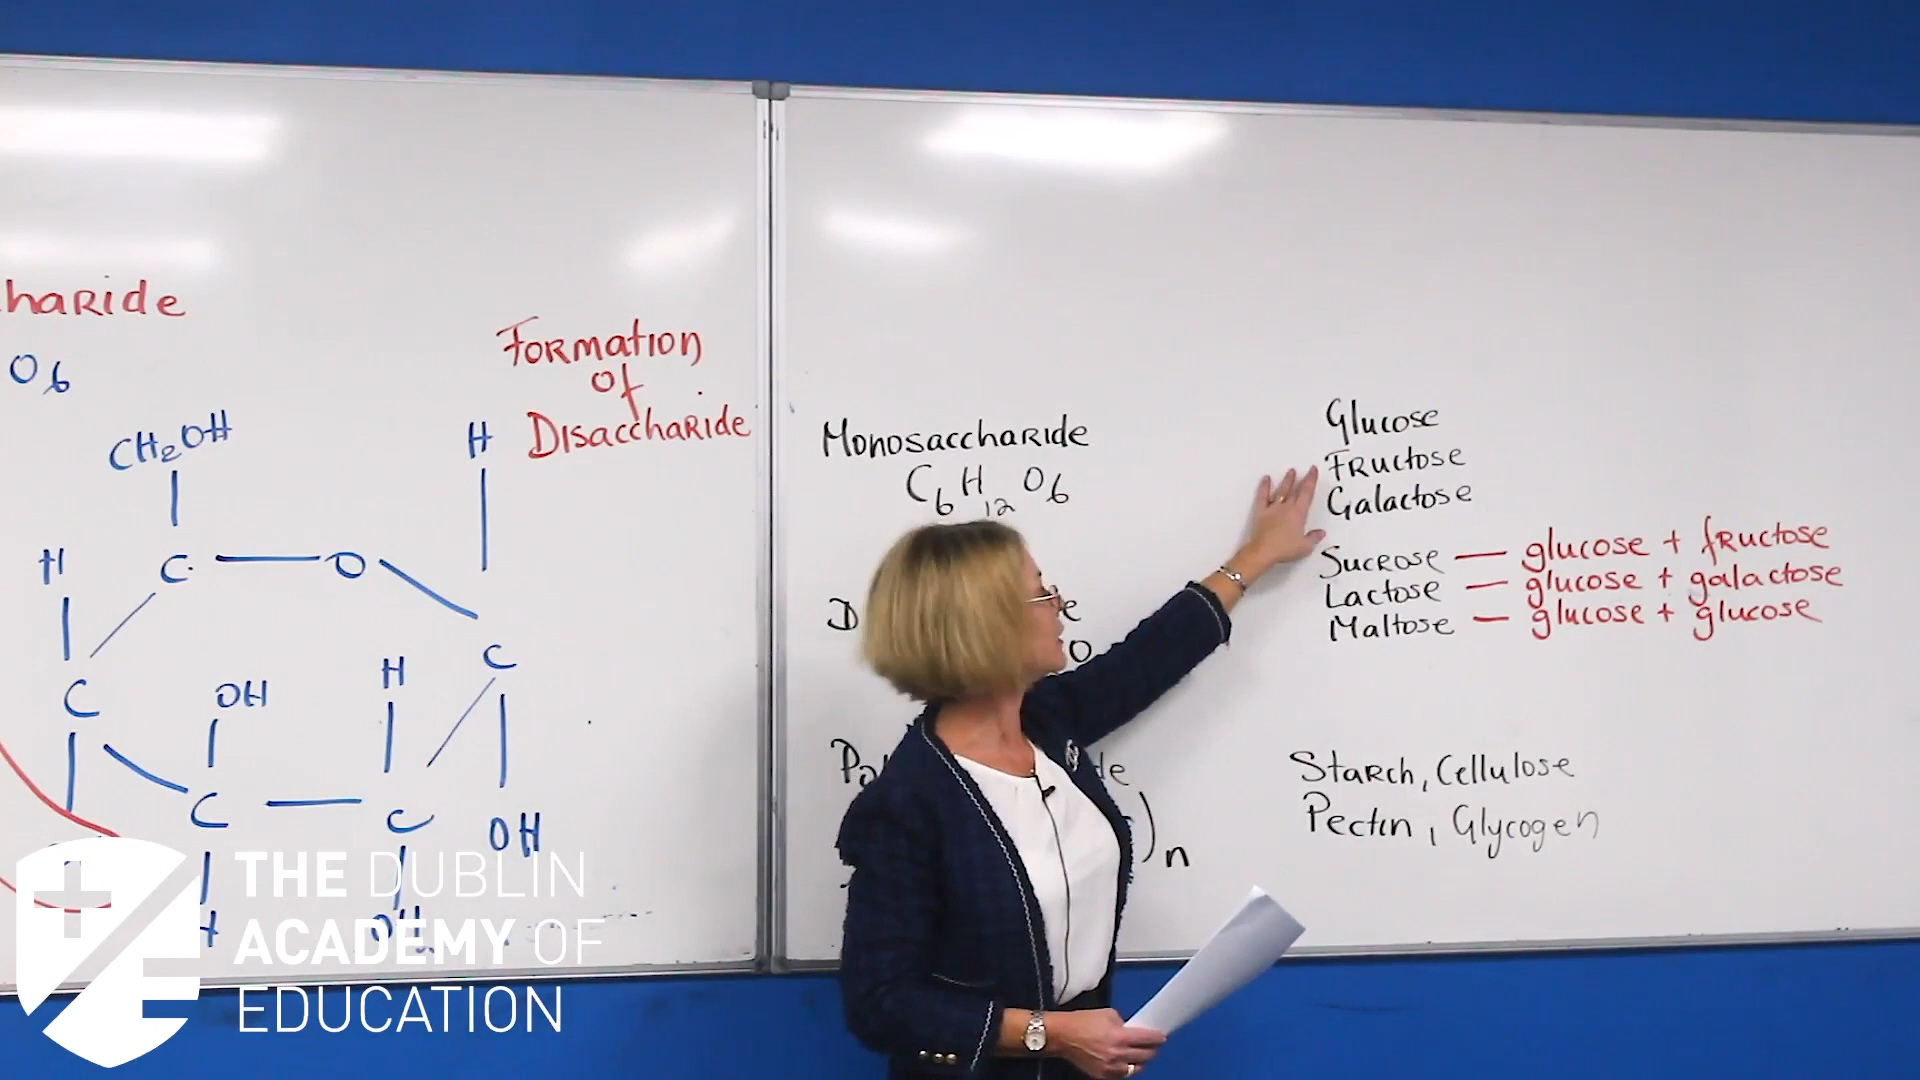 haride
O6
Formation
of
Disaccharide
CH2OH
H
H
C
O
C
C
OH
H
C
C
OH
H
OH
Monosaccharide
C6H12O6
Glucose
Fructose
Galactose
Sucrose — glucose + fructose
Lactose — glucose + galactose
Maltose — glucose + glucose
)n
Starch, Cellulose
Pectin, Glycogen
THE DUBLIN
ACADEMY OF
EDUCATION